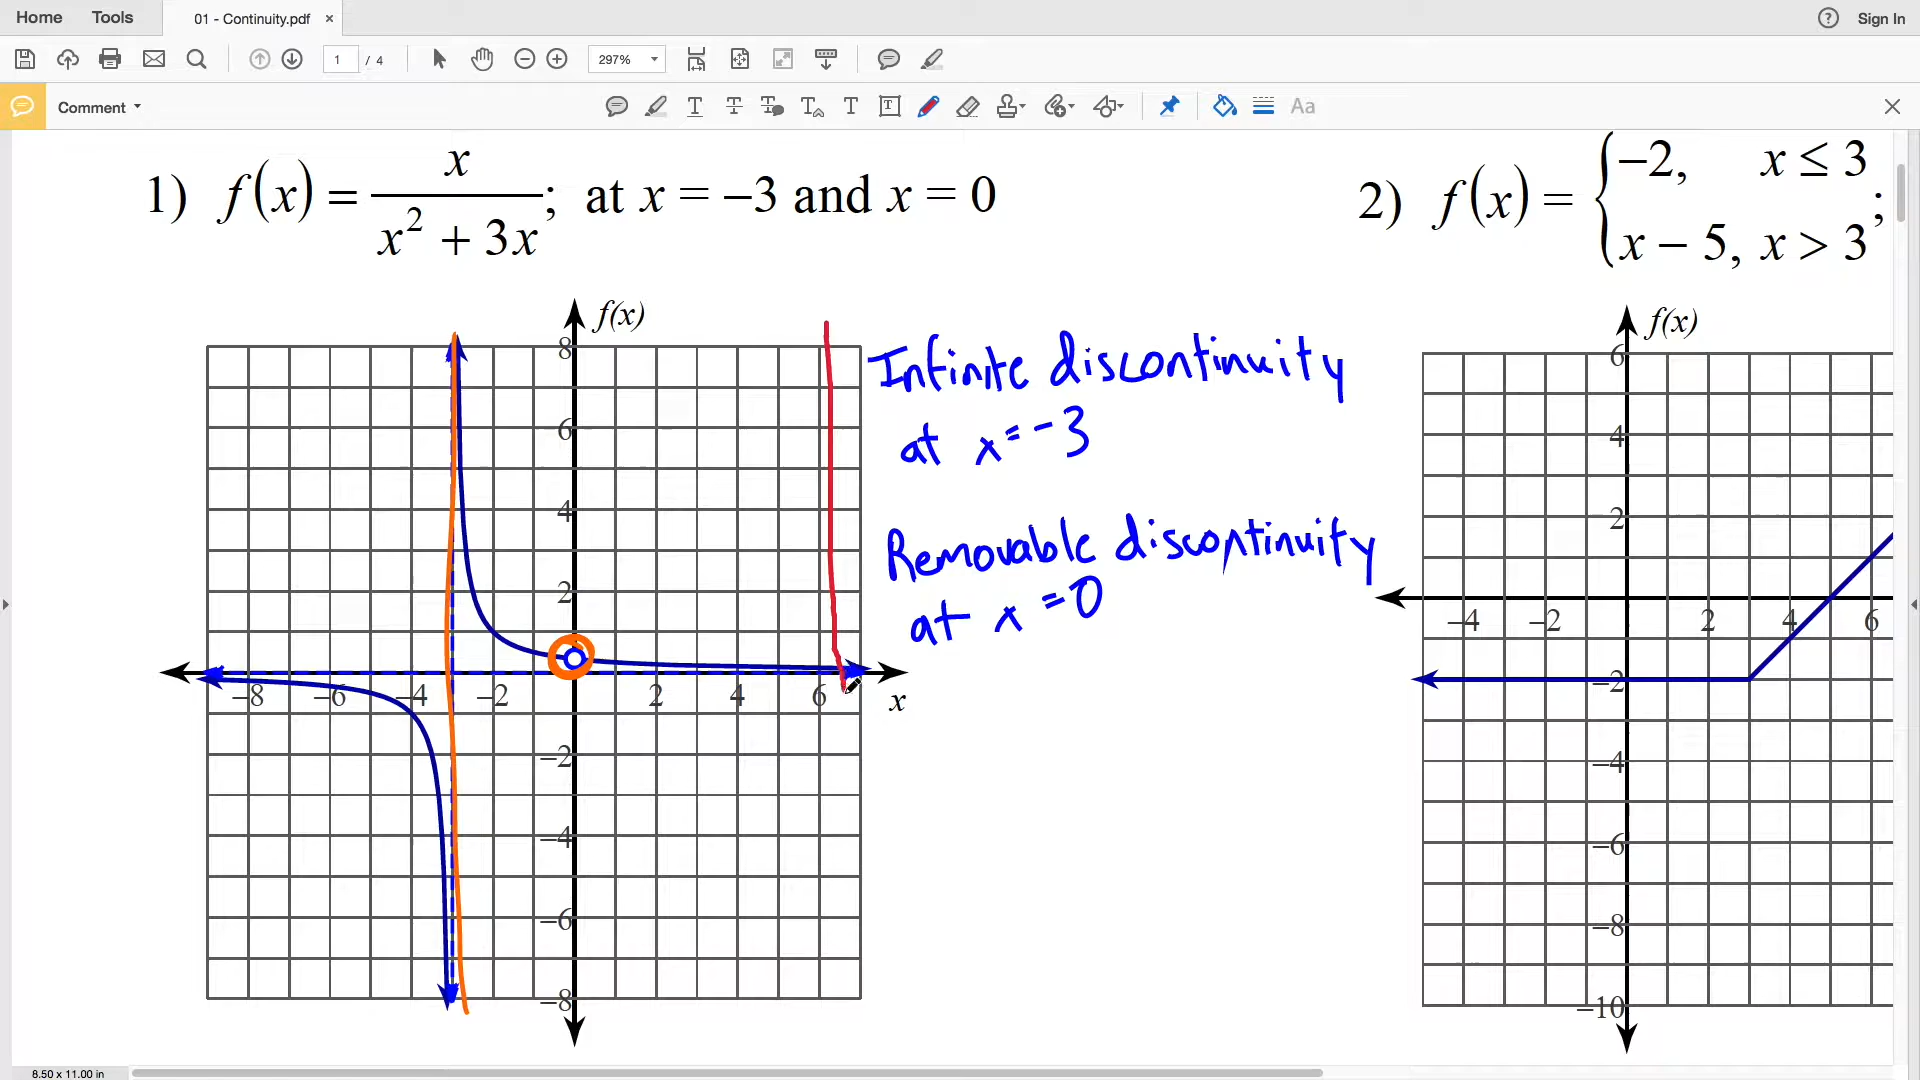 Home Tools 01 - Continuity.pdf × Sign In
1 / 4 297%
Comment Aa
1) f(x) = x / (x² + 3x); at x = −3 and x = 0
2) f(x) = { −2, x ≤ 3
x − 5, x > 3 ;
f(x)
8
6
4
2
−8 −6 −4 −2 2 4 6 x
−2
−4
−6
−8
Infinite discontinuity
at x = -3
Removable discontinuity
at x = 0
f(x)
6
4
2
−4 −2 2 4 6
−2
−4
−6
−8
−10
8.50 x 11.00 in